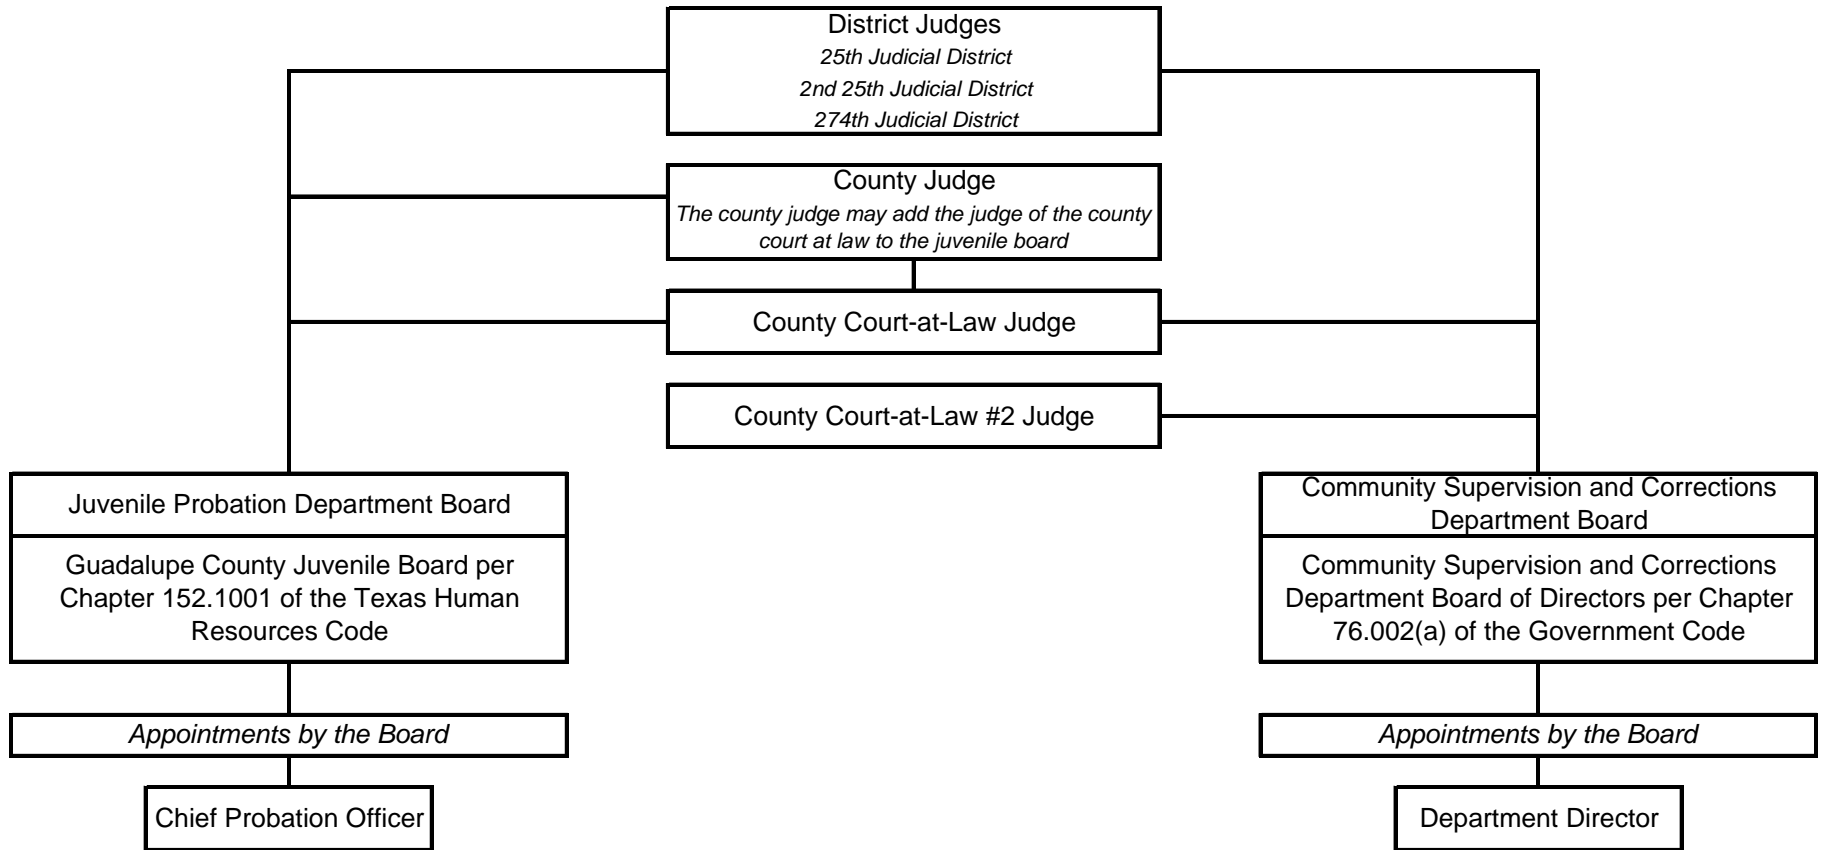 District Judges
25th Judicial District
2nd 25th Judicial District
274th Judicial District
County Judge
The county judge may add the judge of the county
court at law to the juvenile board
County Court-at-Law Judge
County Court-at-Law #2 Judge
Juvenile Probation Department Board
Guadalupe County Juvenile Board per
Chapter 152.1001 of the Texas Human
Resources Code
Appointments by the Board
Chief Probation Officer
Community Supervision and Corrections
Department Board
Community Supervision and Corrections
Department Board of Directors per Chapter
76.002(a) of the Government Code
Appointments by the Board
Department Director